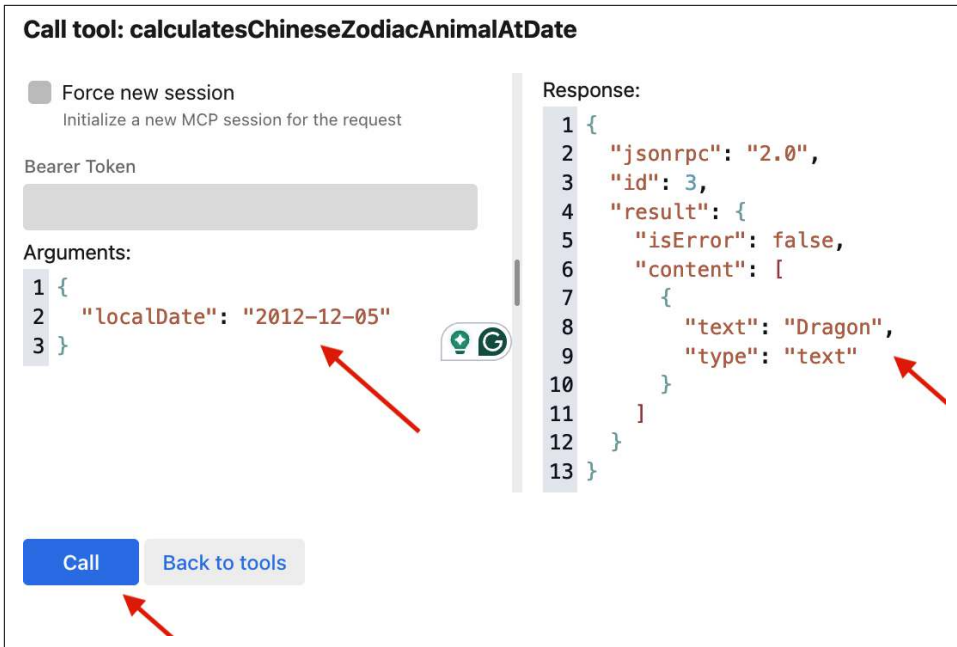 Call tool: calculatesChineseZodiacAnimalAtDate
Force new session
Initialize a new MCP session for the request
Bearer Token
Arguments:
1 {
2 "localDate": "2012-12-05"
3 }
G
Response:
1 {
2 "jsonrpc": "2.0",
3 "id": 3,
4 "result": {
5 "isError": false,
6 "content": [
7 {
8 "text": "Dragon",
9 "type": "text"
10 }
11 ]
12 }
13 }
Call
Back to tools